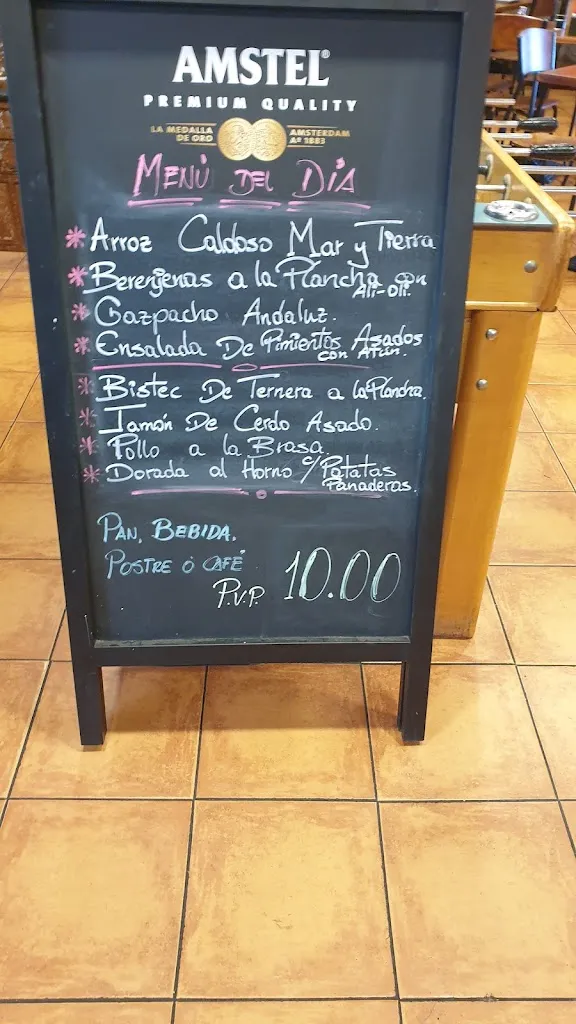 AMSTEL®
PREMIUM QUALITY
LA MEDALLA DE ORO AMSTERDAM Aº 1883
MENÚ DEL DÍA
* Arroz Caldoso Mar y Tierra
* Berenjenas a la Plancha con Ali-Oli.
* Gazpacho Andaluz.
* Ensalada De Pimientos Asados con Atún.
* Bistec De Ternera a la Plancha.
* Jamón De Cerdo Asado.
* Pollo a la Brasa.
* Dorada al Horno c/ Patatas Panaderas.
PAN, BEBIDA,
POSTRE Ó CAFÉ
P.V.P. 10.00